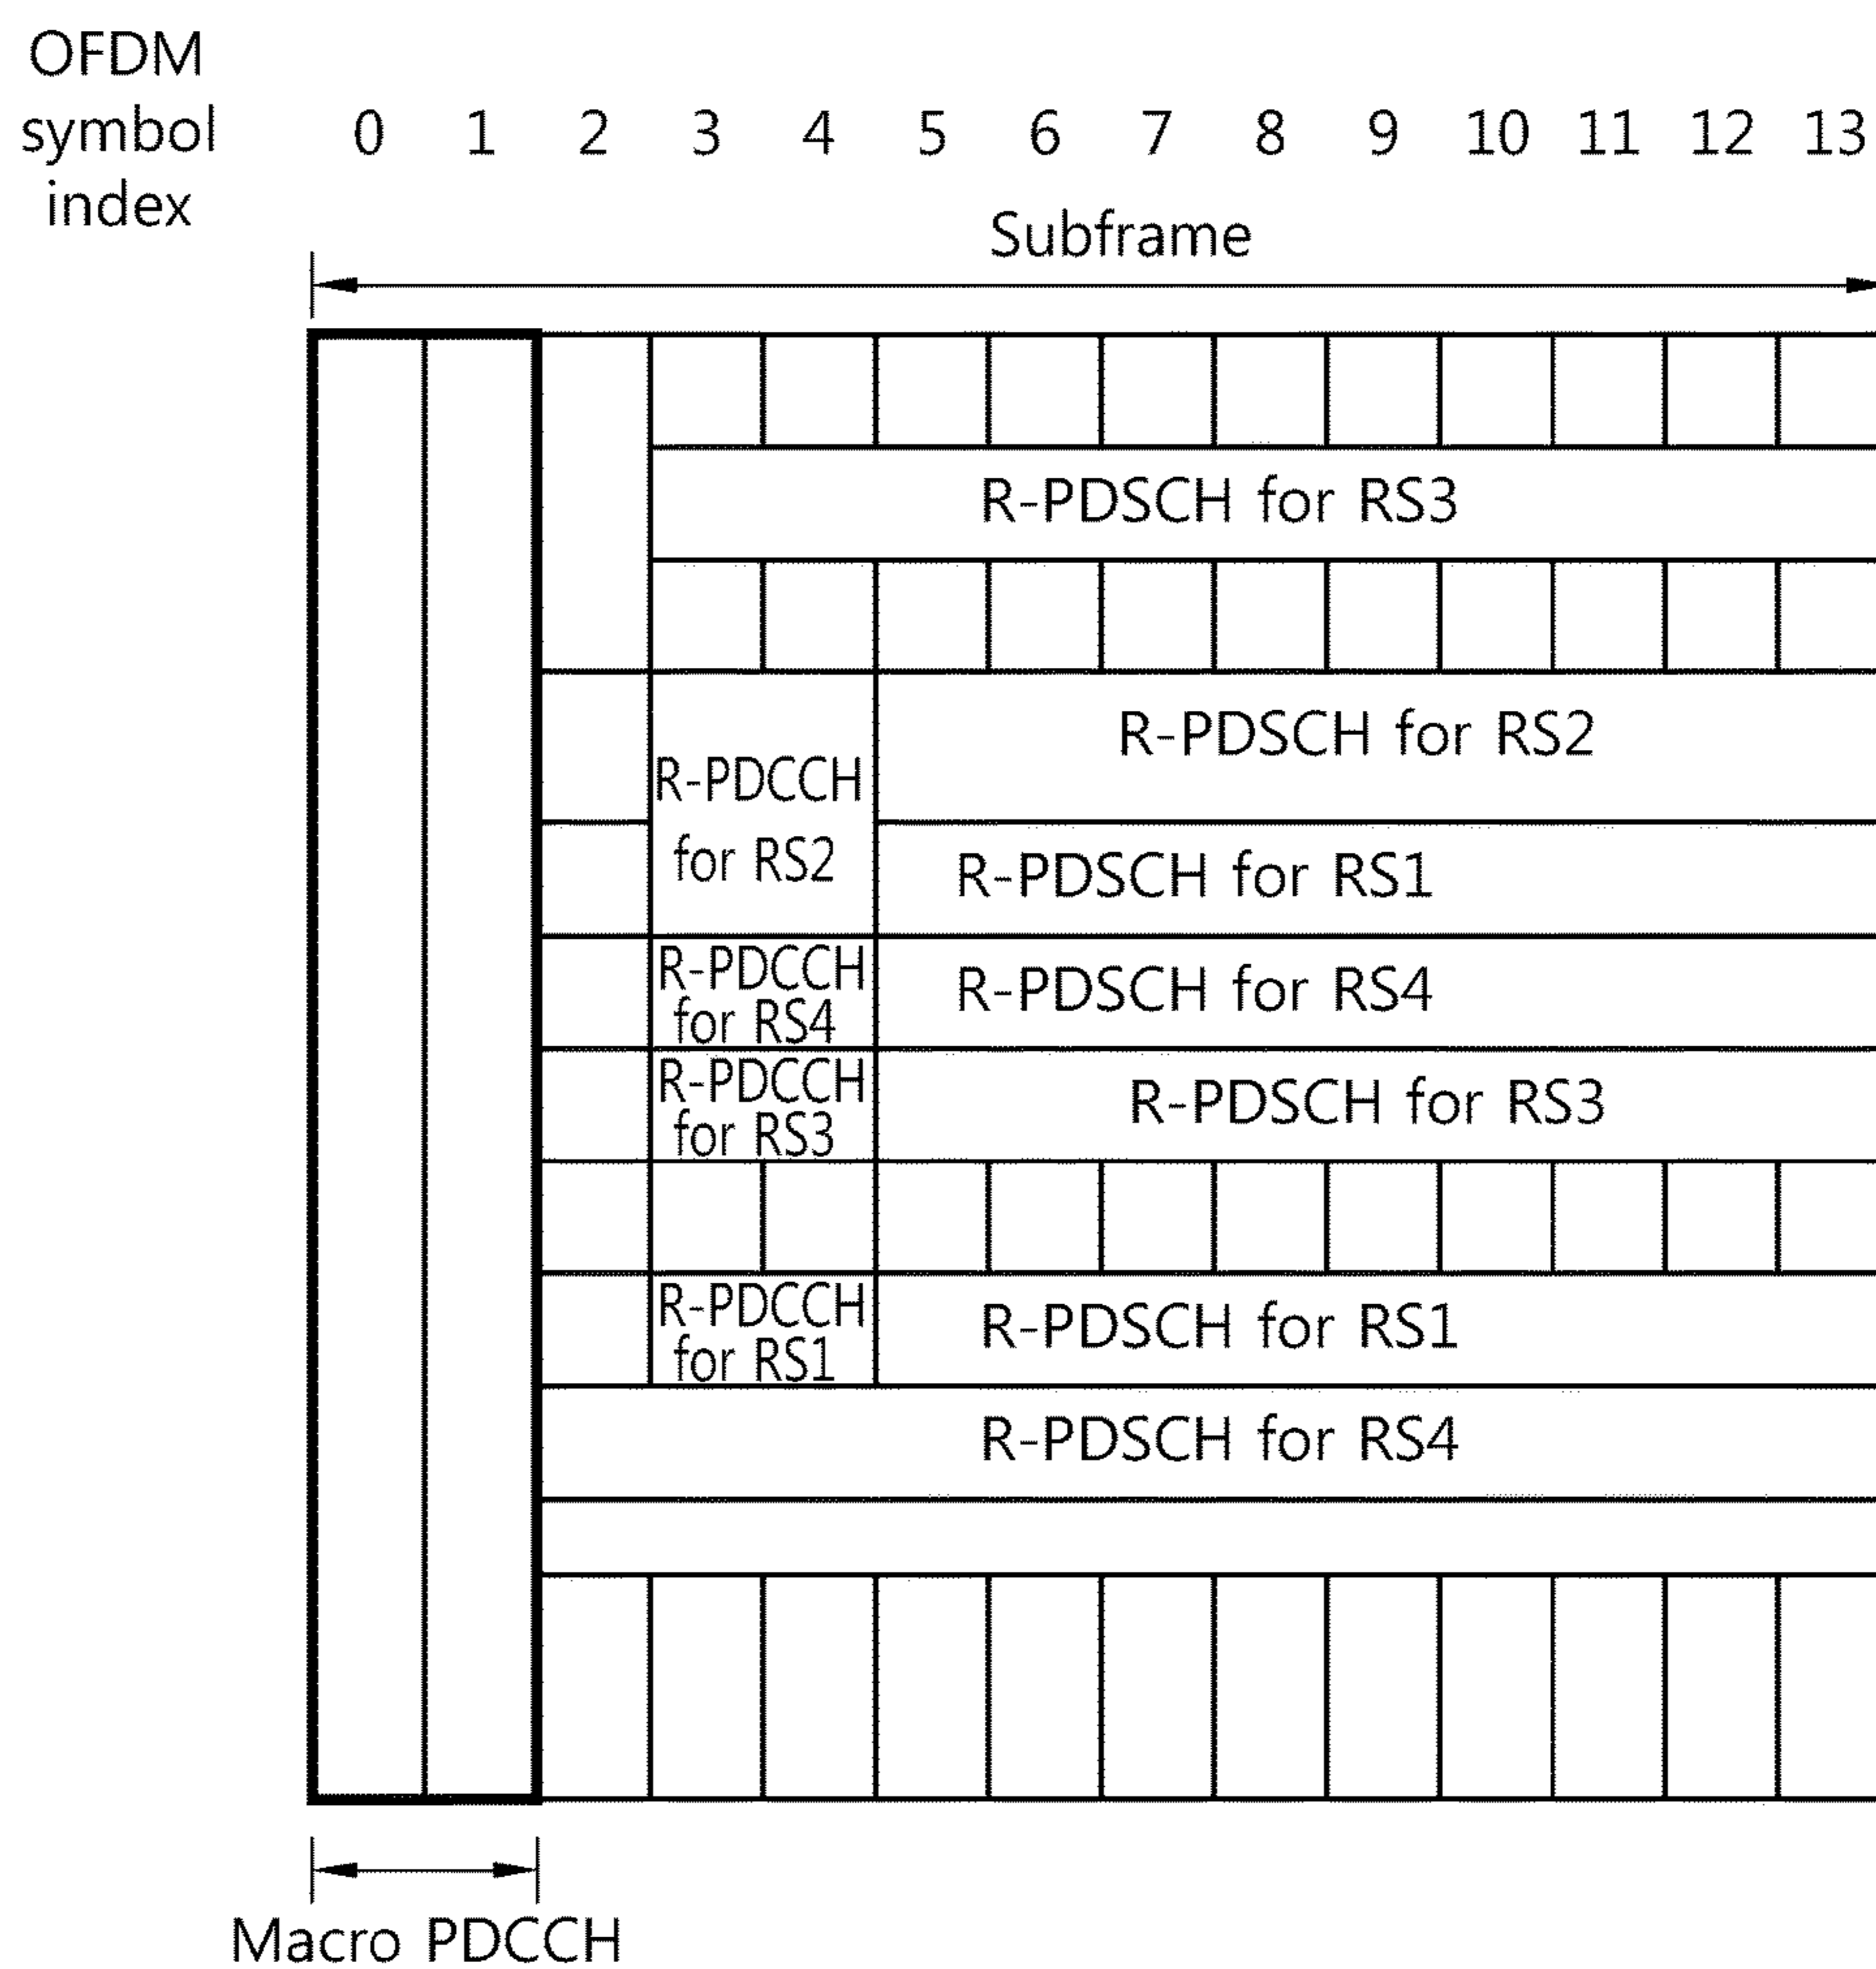 OFDM
symbol
index
0 1 2 3 4 5 6 7 8 9 10 11 12 13
Subframe
R-PDSCH for RS3
R-PDSCH for RS2
R-PDCCH
for RS2
R-PDSCH for RS1
R-PDCCH
for RS4
R-PDSCH for RS4
R-PDCCH
for RS3
R-PDSCH for RS3
R-PDCCH
for RS1
R-PDSCH for RS1
R-PDSCH for RS4
Macro PDCCH